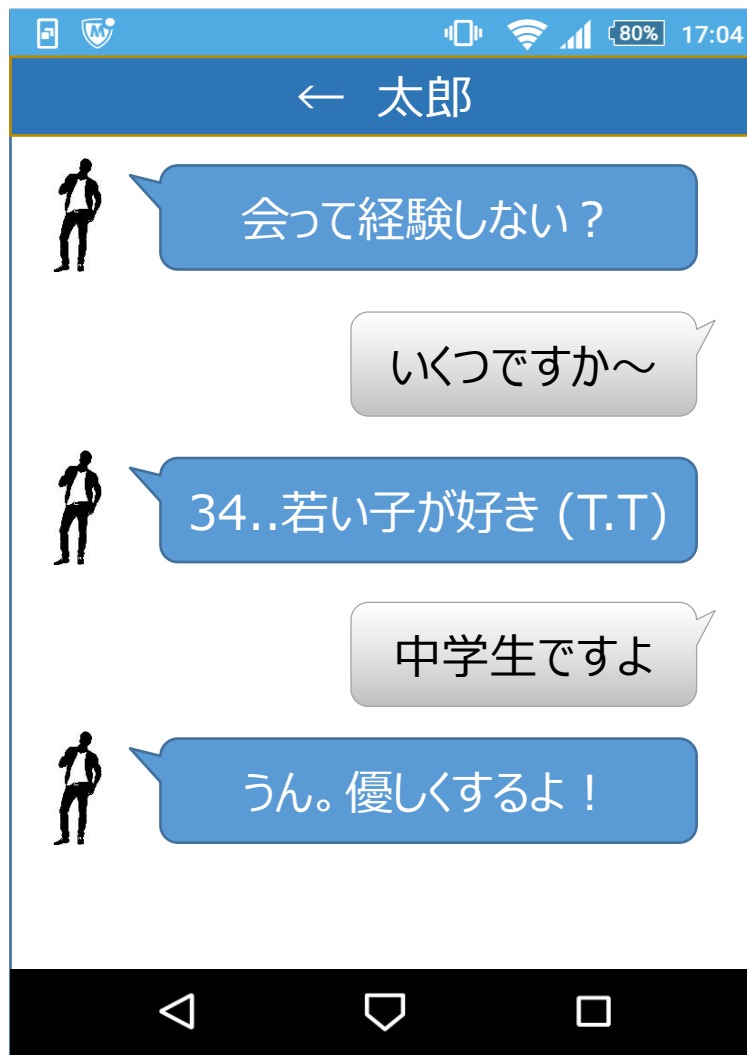 80% 17:04
← 太郎
会って経験しない？
いくつですか～
34..若い子が好き (T.T)
中学生ですよ
うん。優しくするよ！